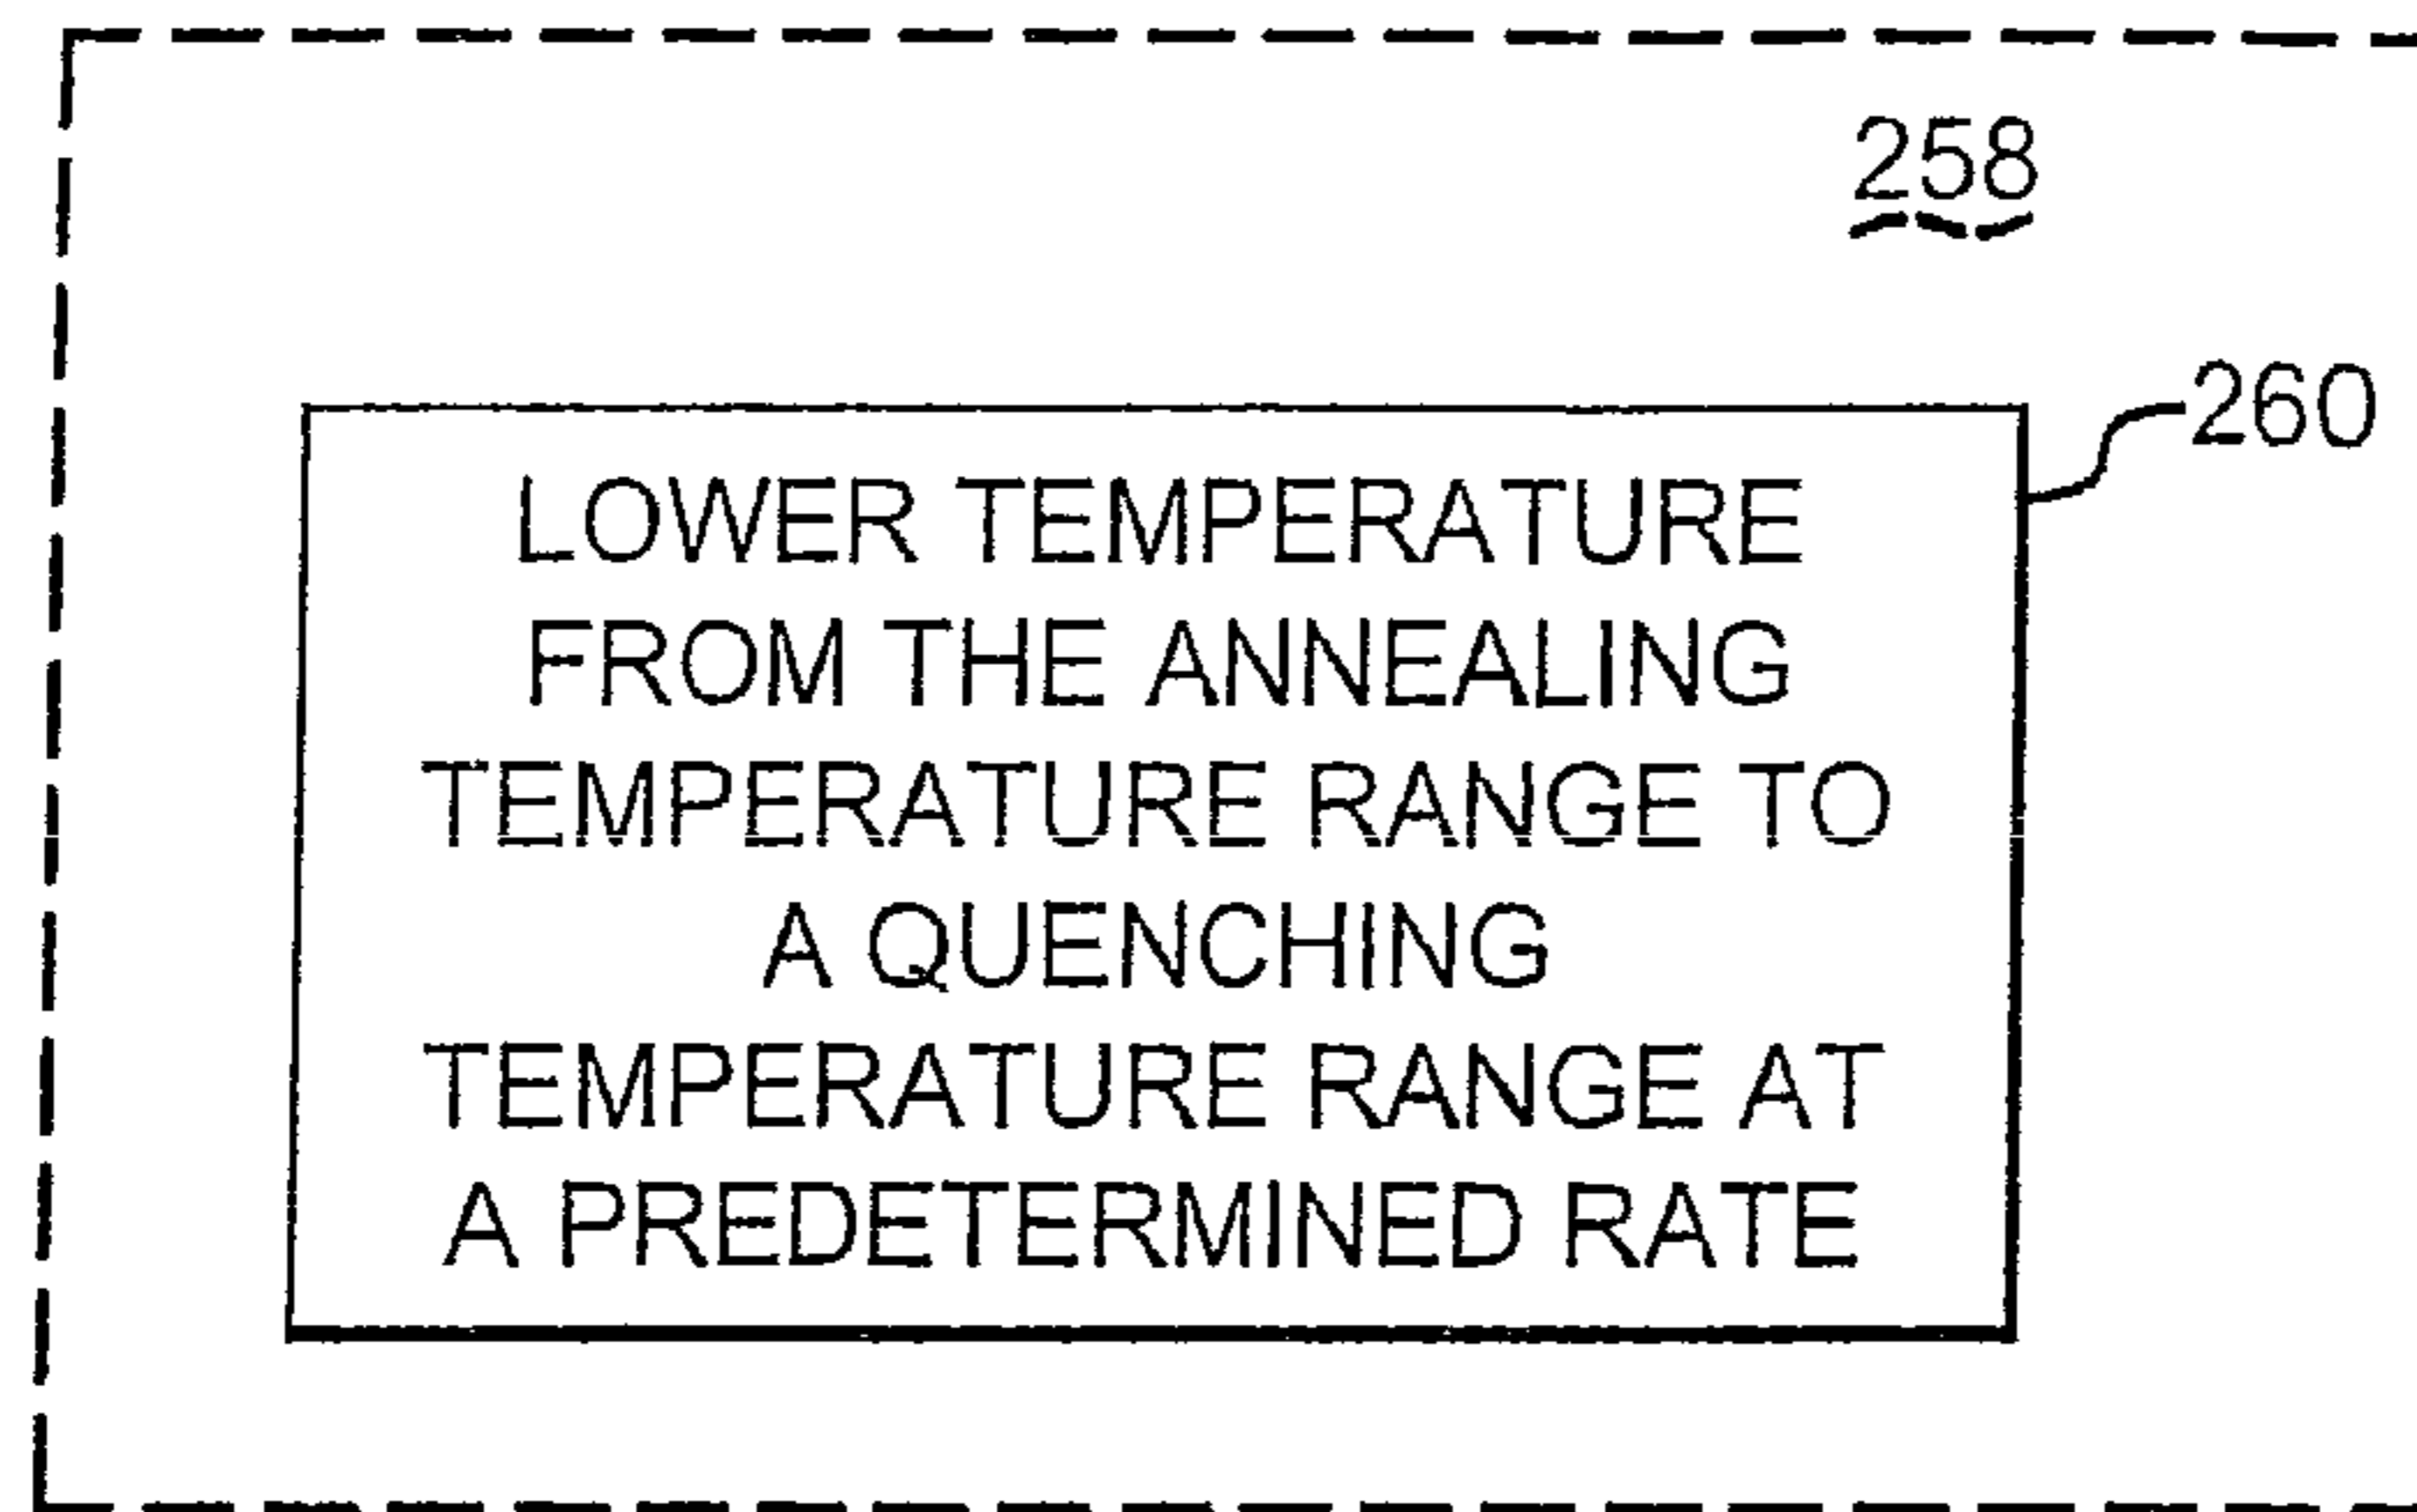 258
260
LOWER TEMPERATURE
FROM THE ANNEALING
TEMPERATURE RANGE TO
A QUENCHING
TEMPERATURE RANGE AT
A PREDETERMINED RATE